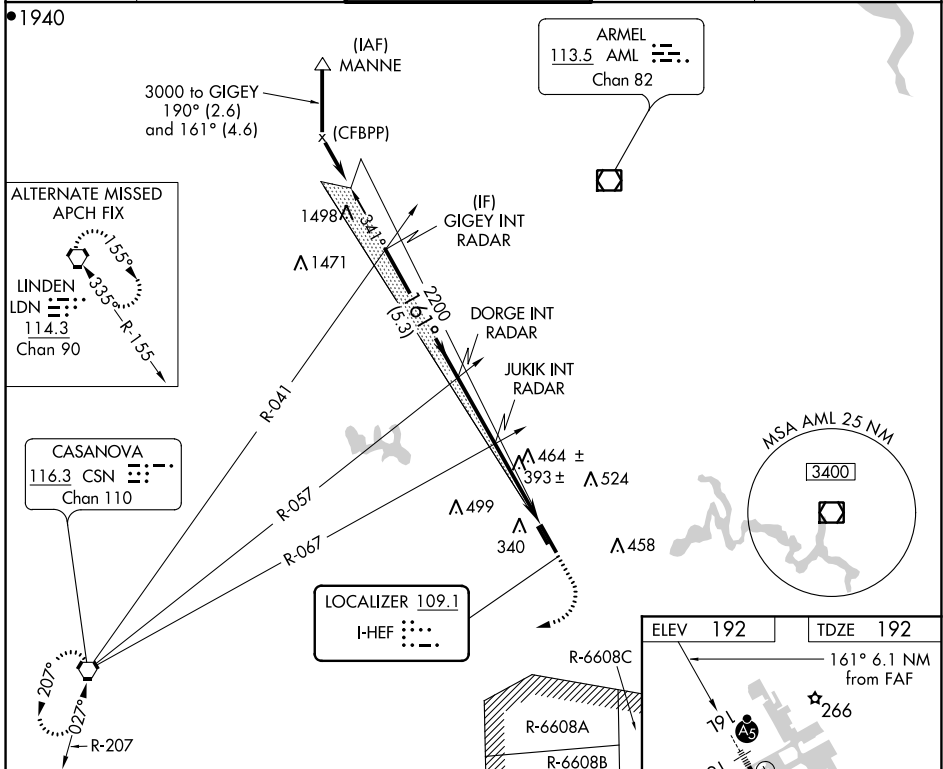 1940
(IAF)
MANNE
3000 to GIGEY
190° (2.6)
and 161° (4.6)
(CFBPP)
ARMEL
113.5 AML
Chan 82
ALTERNATE MISSED
APCH FIX
155°
LINDEN
LDN
114.3
Chan 90
335°
R-155
1498
341°
1471
(IF)
GIGEY INT
RADAR
2200
161°
(5.3)
DORGE INT
RADAR
JUKIK INT
RADAR
R-041
CASANOVA
116.3 CSN
Chan 110
R-057
R-067
464 ±
393 ±
524
499
340
458
MSA AML 25 NM
3400
LOCALIZER 109.1
I-HEF
207°
027°
R-207
R-6608C
R-6608A
R-6608B
ELEV 192
TDZE 192
161° 6.1 NM
from FAF
266
16L
A5